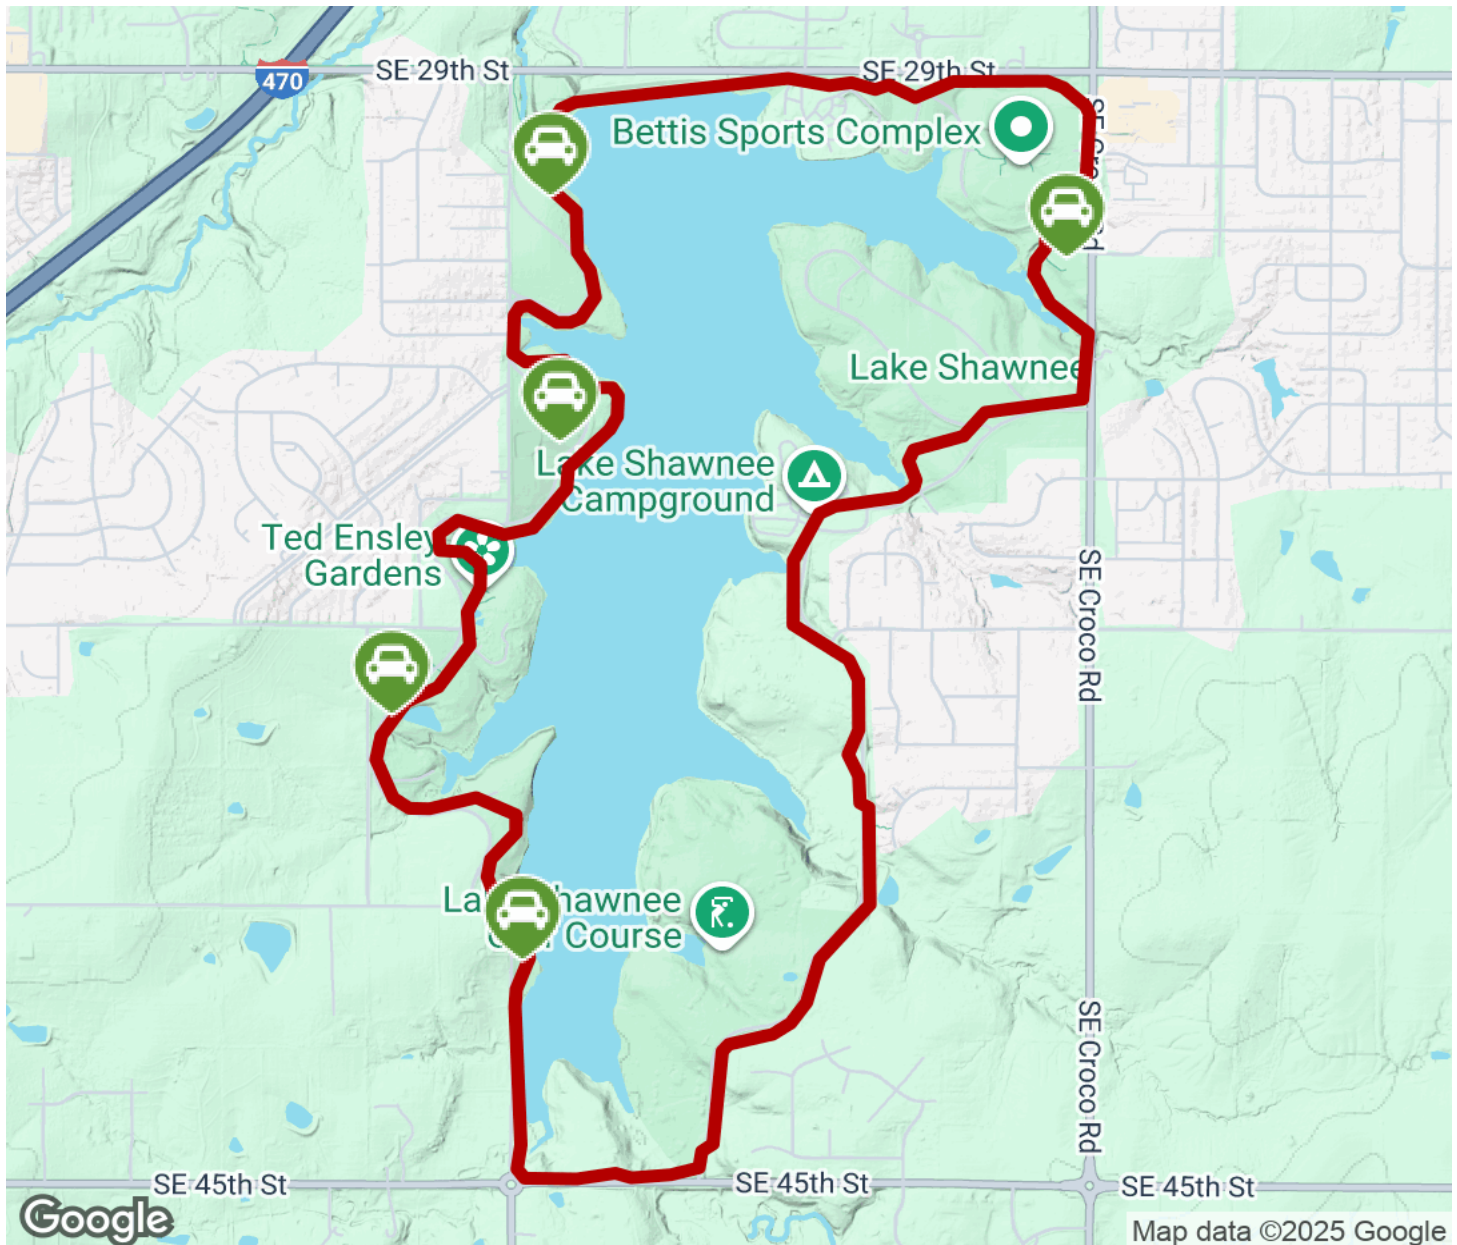 SE 29th St
SE 29th St
470
Bettis Sports Complex
Lake Shawnee
Lake Shawnee
Campground
Ted Ensley
Gardens
SE Croco Rd
Course
SE Croco Rd
SE 45th St
SE 45th St
SE 45th St
Google
Map data ©2025 Google